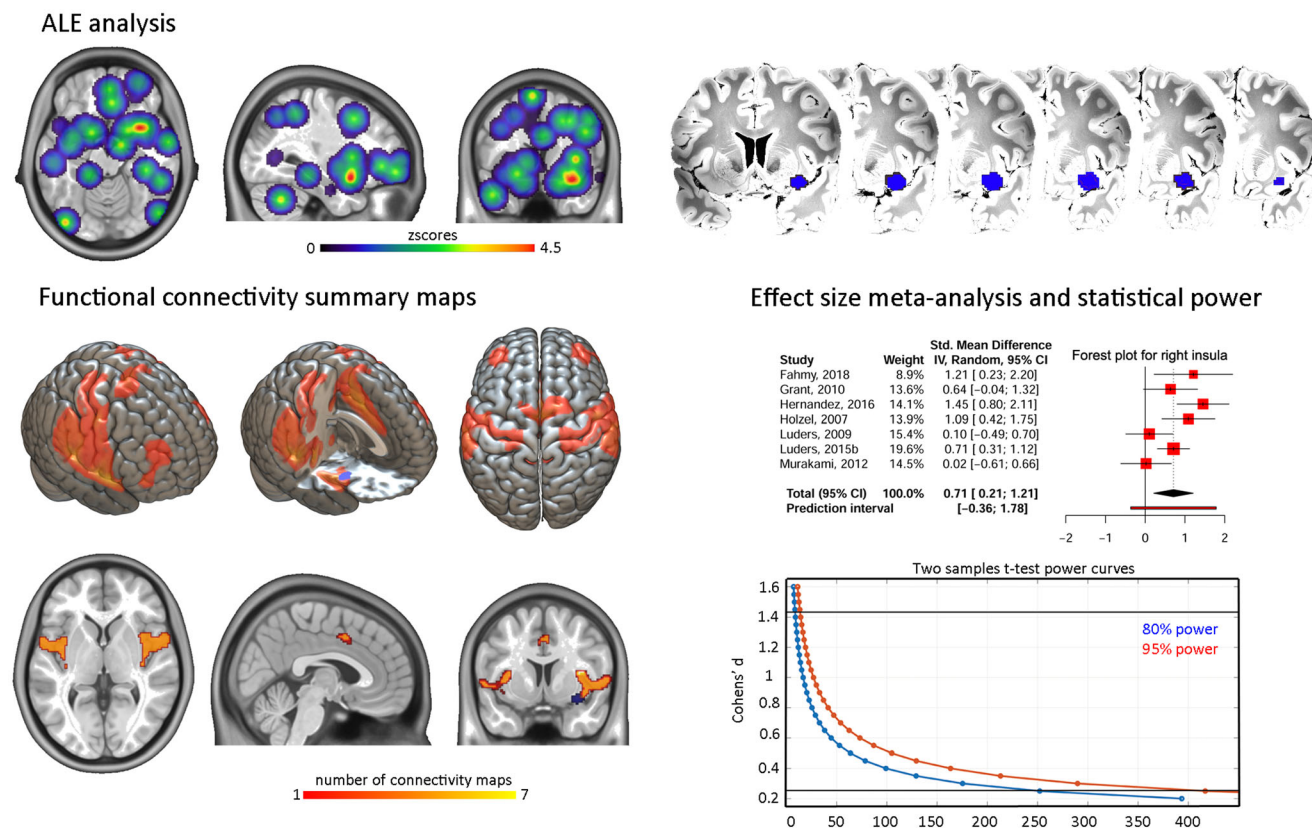 ALE analysis
zscores
0 4.5
Functional connectivity summary maps
number of connectivity maps
1 7
Effect size meta-analysis and statistical power
Std. Mean Difference
Study Weight IV, Random, 95% CI Forest plot for right insula
Fahmy, 2018 8.9% 1.21 [ 0.23; 2.20]
Grant, 2010 13.6% 0.64 [−0.04; 1.32]
Hernandez, 2016 14.1% 1.45 [ 0.80; 2.11]
Holzel, 2007 13.9% 1.09 [ 0.42; 1.75]
Luders, 2009 15.4% 0.10 [−0.49; 0.70]
Luders, 2015b 19.6% 0.71 [ 0.31; 1.12]
Murakami, 2012 14.5% 0.02 [−0.61; 0.66]
Total (95% CI) 100.0% 0.71 [ 0.21; 1.21]
Prediction interval [−0.36; 1.78]
−2 −1 0 1 2
Two samples t-test power curves
1.6
1.4
1.2
1
0.8
0.6
0.4
0.2
Cohens' d
80% power
95% power
0 50 100 150 200 250 300 350 400